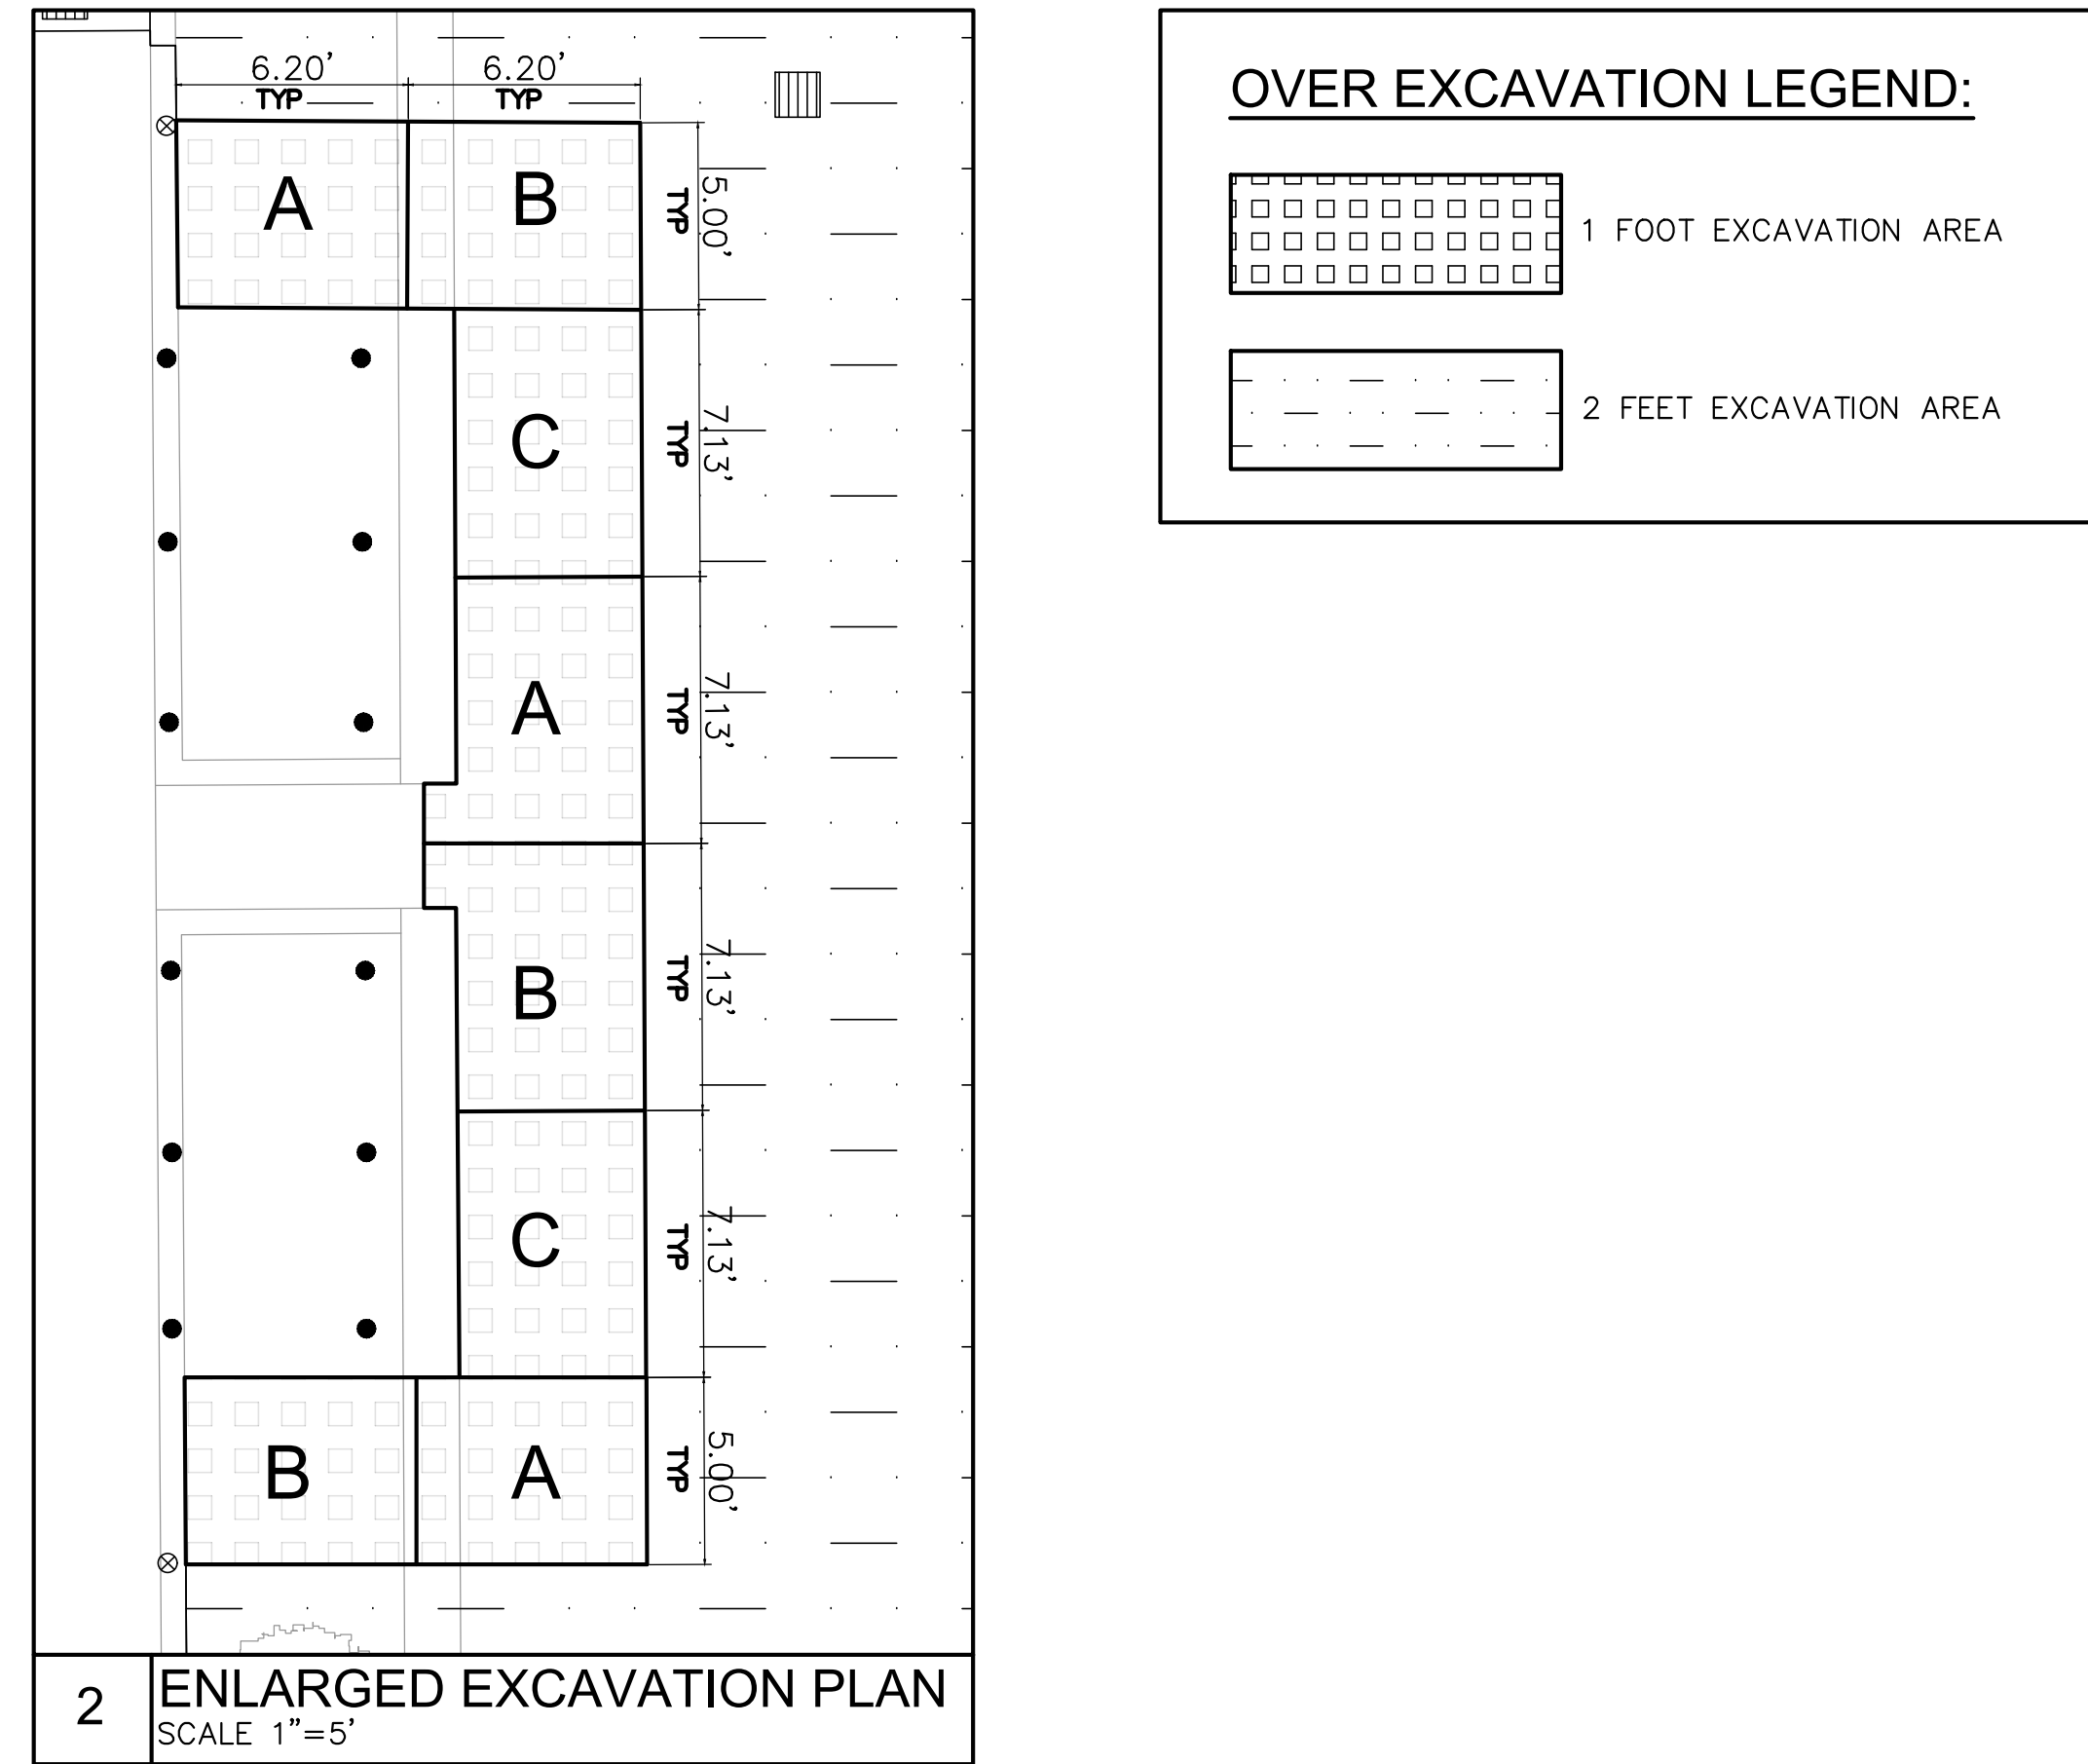 6.20' 6.20'
TYP TYP
A B
5.00'
TYP
C
7.13'
TYP
A
7.13'
TYP
B
7.13'
TYP
C
7.13'
TYP
B A
5.00'
TYP
2 ENLARGED EXCAVATION PLAN
SCALE 1"=5'
OVER EXCAVATION LEGEND:
1 FOOT EXCAVATION AREA
2 FEET EXCAVATION AREA